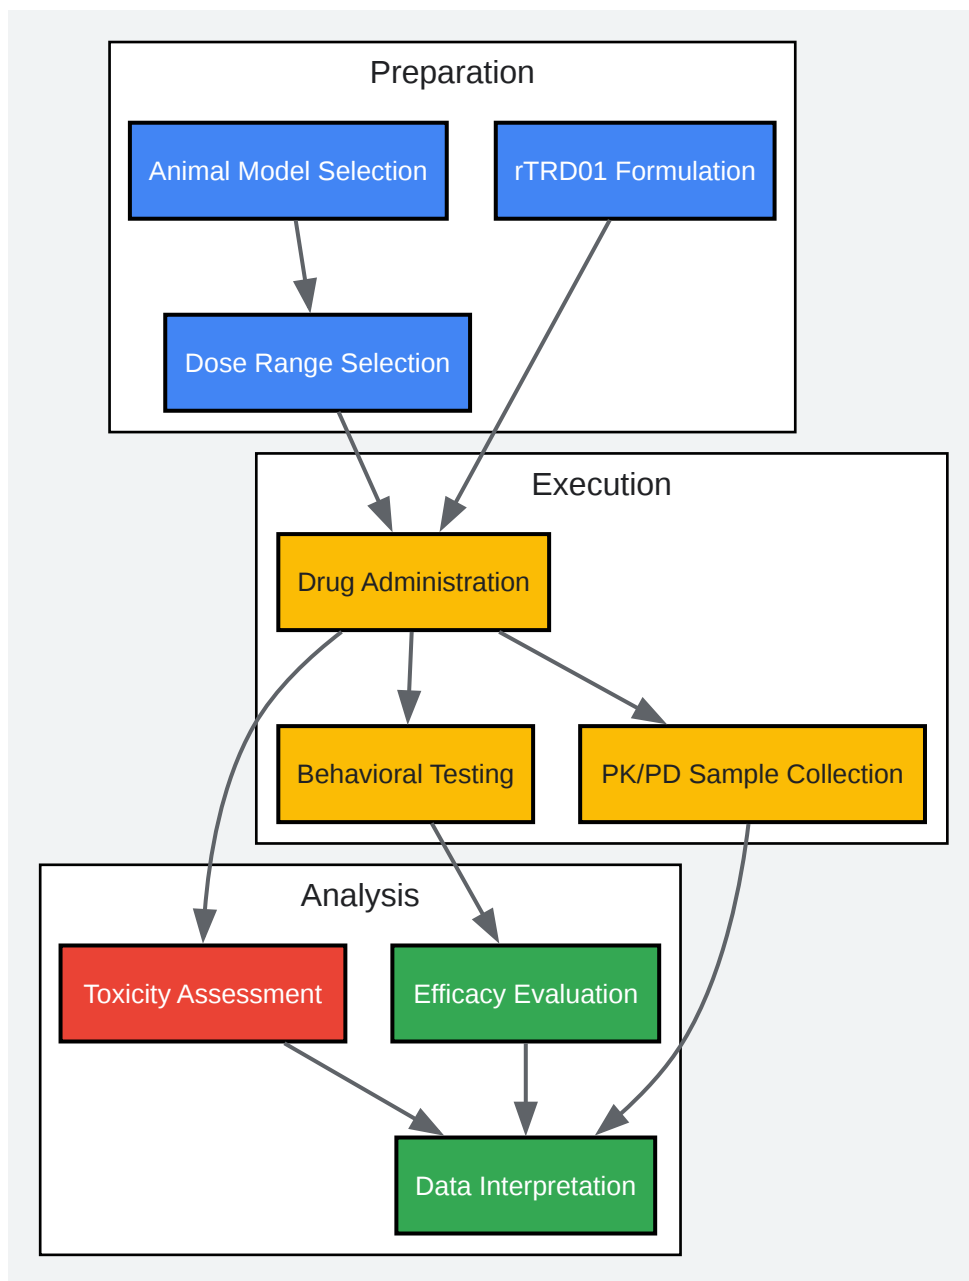 Preparation
Animal Model Selection
rTRD01 Formulation
Dose Range Selection
Execution
Drug Administration
Behavioral Testing
PK/PD Sample Collection
Analysis
Toxicity Assessment
Efficacy Evaluation
Data Interpretation